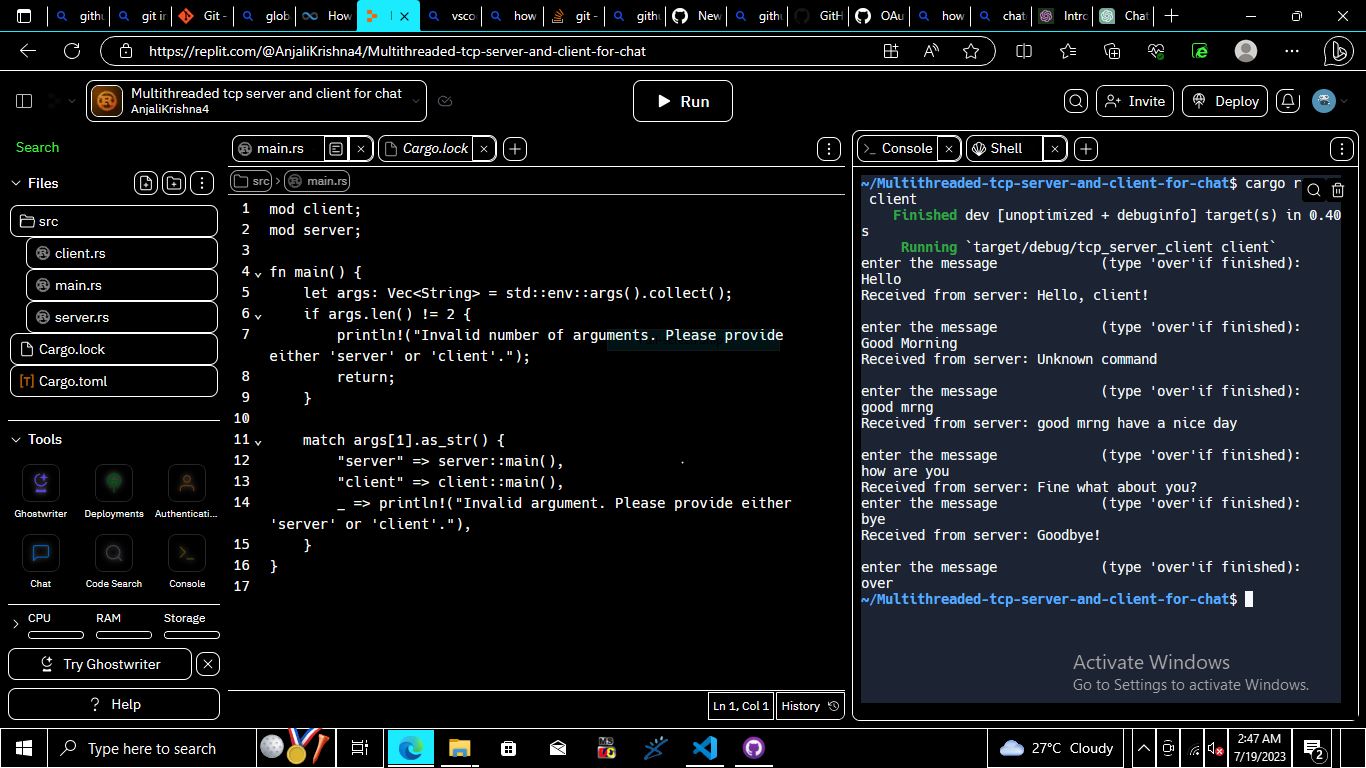 githu
git in
Git -
glob
How
vsco
how
git -
githu
New
githu
GitH
OAu
how
chat
Intro
Chat
https://replit.com/@AnjaliKrishna4/Multithreaded-tcp-server-and-client-for-chat
Multithreaded tcp server and client for chat
AnjaliKrishna4
Run
Invite
Deploy
Search
Files
src
client.rs
main.rs
server.rs
Cargo.lock
Cargo.toml
Tools
Ghostwriter
Deployments
Authenticati...
Chat
Code Search
Console
CPU
RAM
Storage
Try Ghostwriter
? Help
main.rs
Cargo.lock
src > main.rs
1 mod client;
2 mod server;
3
4 fn main() {
5 let args: Vec<String> = std::env::args().collect();
6 if args.len() != 2 {
7 println!("Invalid number of arguments. Please provide
either 'server' or 'client'.");
8 return;
9 }
10
11 match args[1].as_str() {
12 "server" => server::main(),
13 "client" => client::main(),
14 _ => println!("Invalid argument. Please provide either
'server' or 'client'."),
15 }
16 }
17
Ln 1, Col 1
History
Console
Shell
~/Multithreaded-tcp-server-and-client-for-chat$ cargo r
client
Finished dev [unoptimized + debuginfo] target(s) in 0.40
s
Running `target/debug/tcp_server_client client`
enter the message (type 'over'if finished):
Hello
Received from server: Hello, client!
enter the message (type 'over'if finished):
Good Morning
Received from server: Unknown command
enter the message (type 'over'if finished):
good mrng
Received from server: good mrng have a nice day
enter the message (type 'over'if finished):
how are you
Received from server: Fine what about you?
enter the message (type 'over'if finished):
bye
Received from server: Goodbye!
enter the message (type 'over'if finished):
over
~/Multithreaded-tcp-server-and-client-for-chat$
Activate Windows
Go to Settings to activate Windows.
Type here to search
27°C Cloudy
2:47 AM
7/19/2023
2